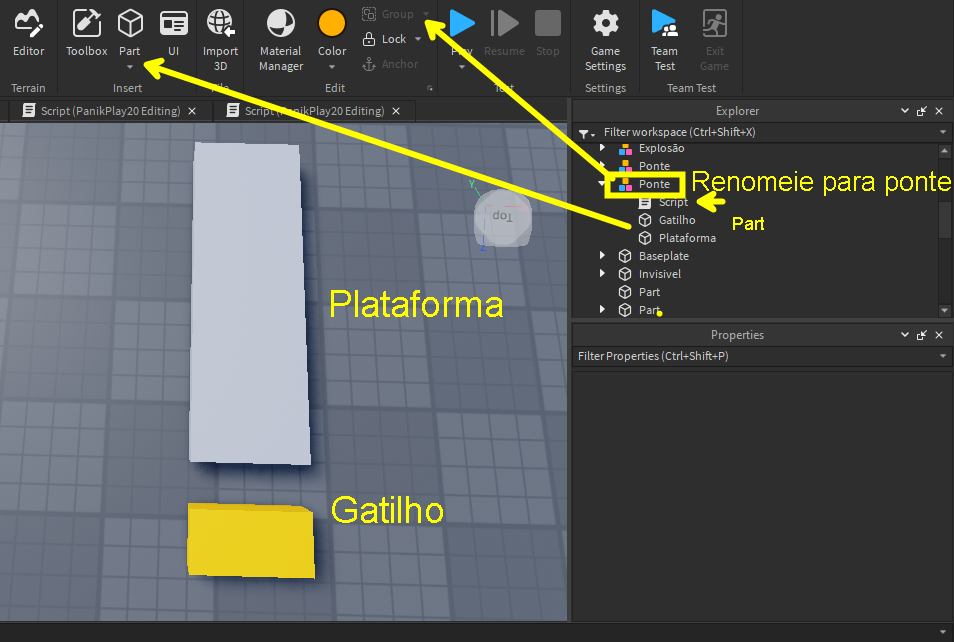 Group
Editor
Toolbox
Part
UI
Import
3D
Material
Manager
Color
Lock
Anchor
Play
Resume
Stop
Game
Settings
Team
Test
Exit
Game
Terrain
Insert
Edit
Settings
Team Test
Script (PanikPlay20 Editing) ×
Script (PanikPlay20 Editing) ×
Explorer
Filter workspace (Ctrl+Shift+X)
Explosão
Ponte
Ponte
Renomeie para ponte
Script
Part
Gatilho
Plataforma
Baseplate
Invisivel
Part
Part
Properties
Filter Properties (Ctrl+Shift+P)
Y
Top
Z
Plataforma
Gatilho